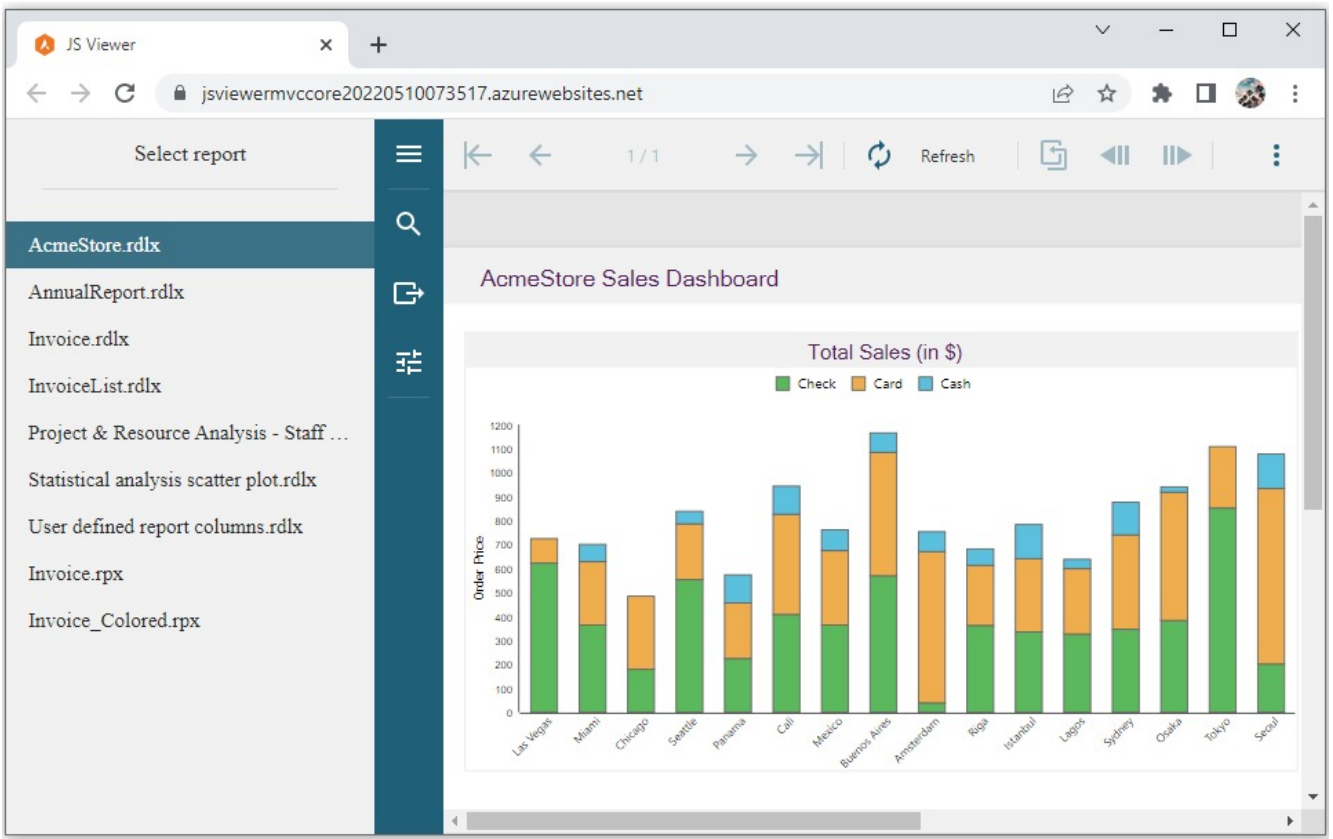 JS Viewer
jsviewermvccore20220510073517.azurewebsites.net
Select report
1 / 1
Refresh
AcmeStore.rdlx
AnnualReport.rdlx
Invoice.rdlx
InvoiceList.rdlx
Project & Resource Analysis - Staff ...
Statistical analysis scatter plot.rdlx
User defined report columns.rdlx
Invoice.rpx
Invoice_Colored.rpx
AcmeStore Sales Dashboard
Total Sales (in $)
Check Card Cash
Order Price
1200
1100
1000
900
800
700
600
500
400
300
200
100
0
Las Vegas Miami Chicago Seattle Panama Cali Mexico Buenos Aires Amsterdam Riga Istanbul Lagos Sydney Osaka Tokyo Seoul